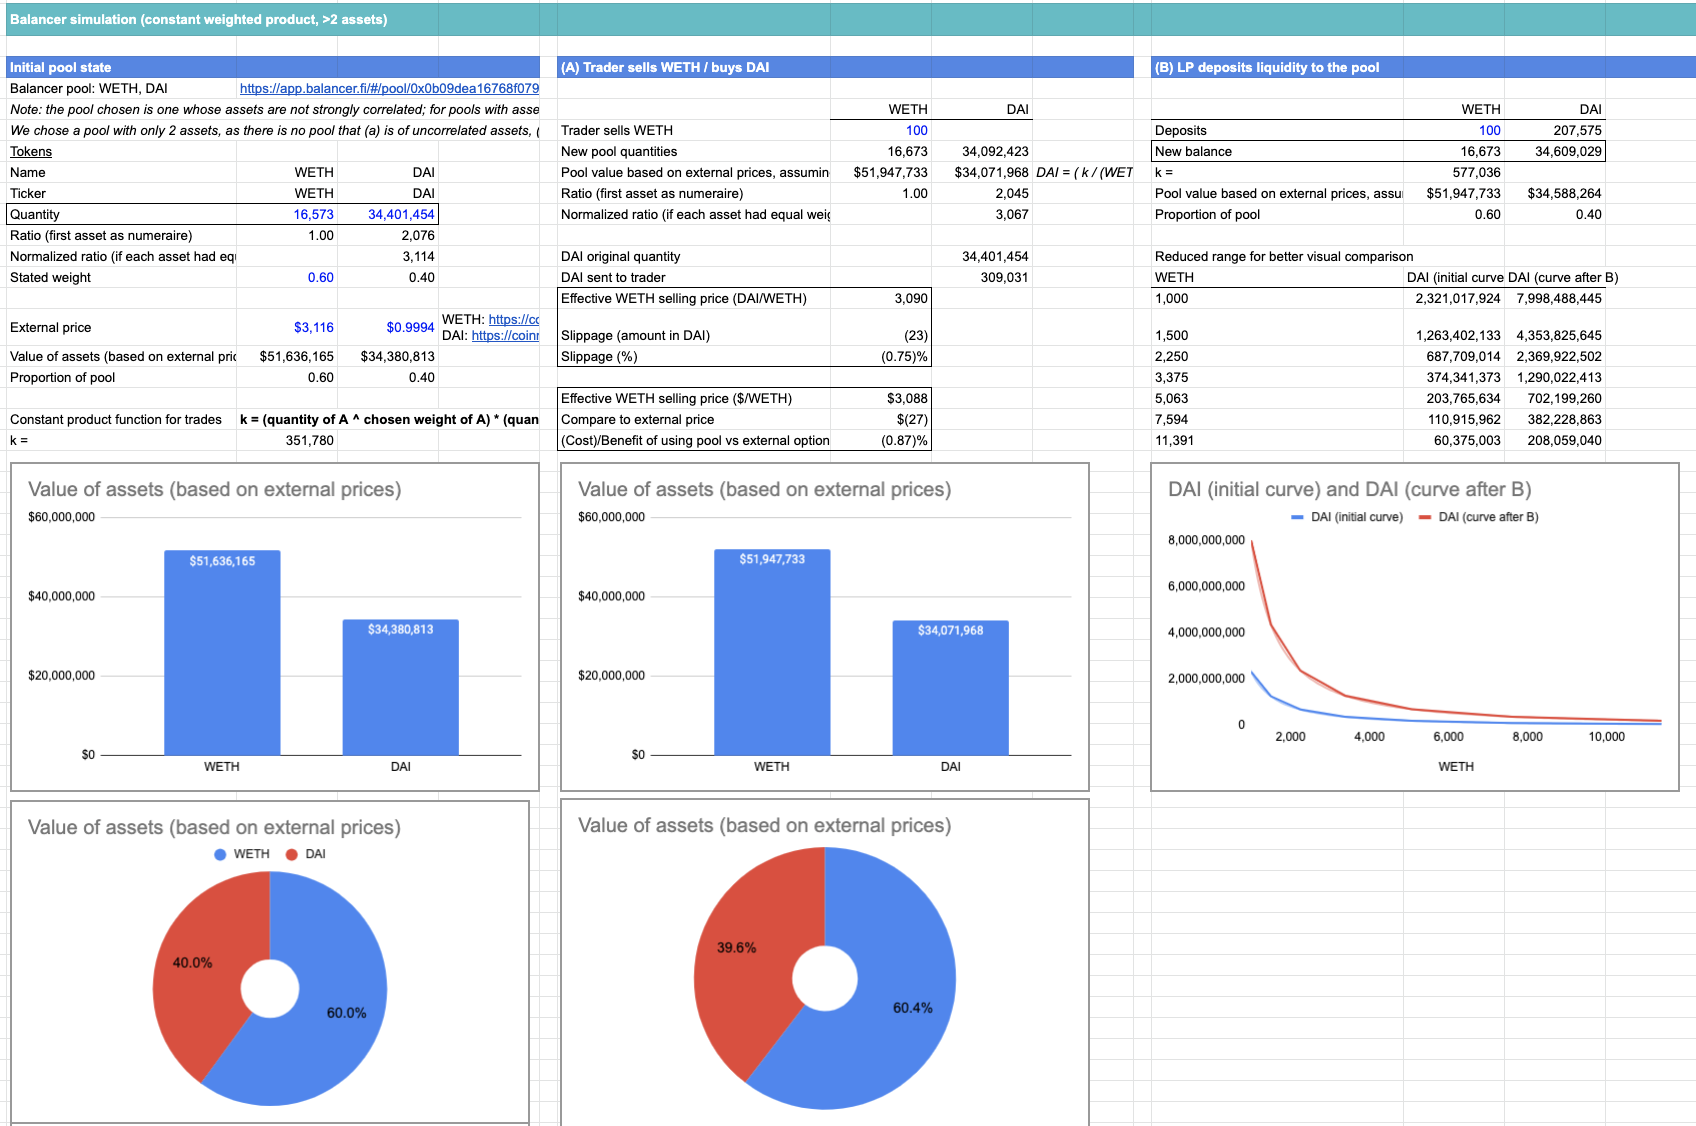 Balancer simulation (constant weighted product, >2 assets)
Initial pool state
Balancer pool: WETH, DAI https://app.balancer.fi/#/pool/0x0b09dea16768f079
Note: the pool chosen is one whose assets are not strongly correlated; for pools with asse
We chose a pool with only 2 assets, as there is no pool that (a) is of uncorrelated assets, (
Tokens
Name WETH DAI
Ticker WETH DAI
Quantity 16,573 34,401,454
Ratio (first asset as numeraire) 1.00 2,076
Normalized ratio (if each asset had equ 3,114
Stated weight 0.60 0.40
External price $3,116 $0.9994 WETH: https://co
DAI: https://coinr
Value of assets (based on external pric $51,636,165 $34,380,813
Proportion of pool 0.60 0.40
Constant product function for trades k = (quantity of A ^ chosen weight of A) * (quan
k = 351,780
(A) Trader sells WETH / buys DAI
WETH DAI
Trader sells WETH 100
New pool quantities 16,673 34,092,423
Pool value based on external prices, assumin $51,947,733 $34,071,968 DAI = ( k / (WET
Ratio (first asset as numeraire) 1.00 2,045
Normalized ratio (if each asset had equal weig 3,067
DAI original quantity 34,401,454
DAI sent to trader 309,031
Effective WETH selling price (DAI/WETH) 3,090
Slippage (amount in DAI) (23)
Slippage (%) (0.75)%
Effective WETH selling price ($/WETH) $3,088
Compare to external price $(27)
(Cost)/Benefit of using pool vs external option (0.87)%
(B) LP deposits liquidity to the pool
WETH DAI
Deposits 100 207,575
New balance 16,673 34,609,029
k = 577,036
Pool value based on external prices, assu $51,947,733 $34,588,264
Proportion of pool 0.60 0.40
Reduced range for better visual comparison
WETH DAI (initial curve DAI (curve after B)
1,000 2,321,017,924 7,998,488,445
1,500 1,263,402,133 4,353,825,645
2,250 687,709,014 2,369,922,502
3,375 374,341,373 1,290,022,413
5,063 203,765,634 702,199,260
7,594 110,915,962 382,228,863
11,391 60,375,003 208,059,040
Value of assets (based on external prices)
$60,000,000
$51,636,165
$40,000,000
$34,380,813
$20,000,000
$0
WETH DAI
Value of assets (based on external prices)
$60,000,000
$51,947,733
$40,000,000
$34,071,968
$20,000,000
$0
WETH DAI
DAI (initial curve) and DAI (curve after B)
DAI (initial curve) DAI (curve after B)
8,000,000,000
6,000,000,000
4,000,000,000
2,000,000,000
0
2,000 4,000 6,000 8,000 10,000
WETH
Value of assets (based on external prices)
WETH DAI
40.0%
60.0%
Value of assets (based on external prices)
39.6%
60.4%